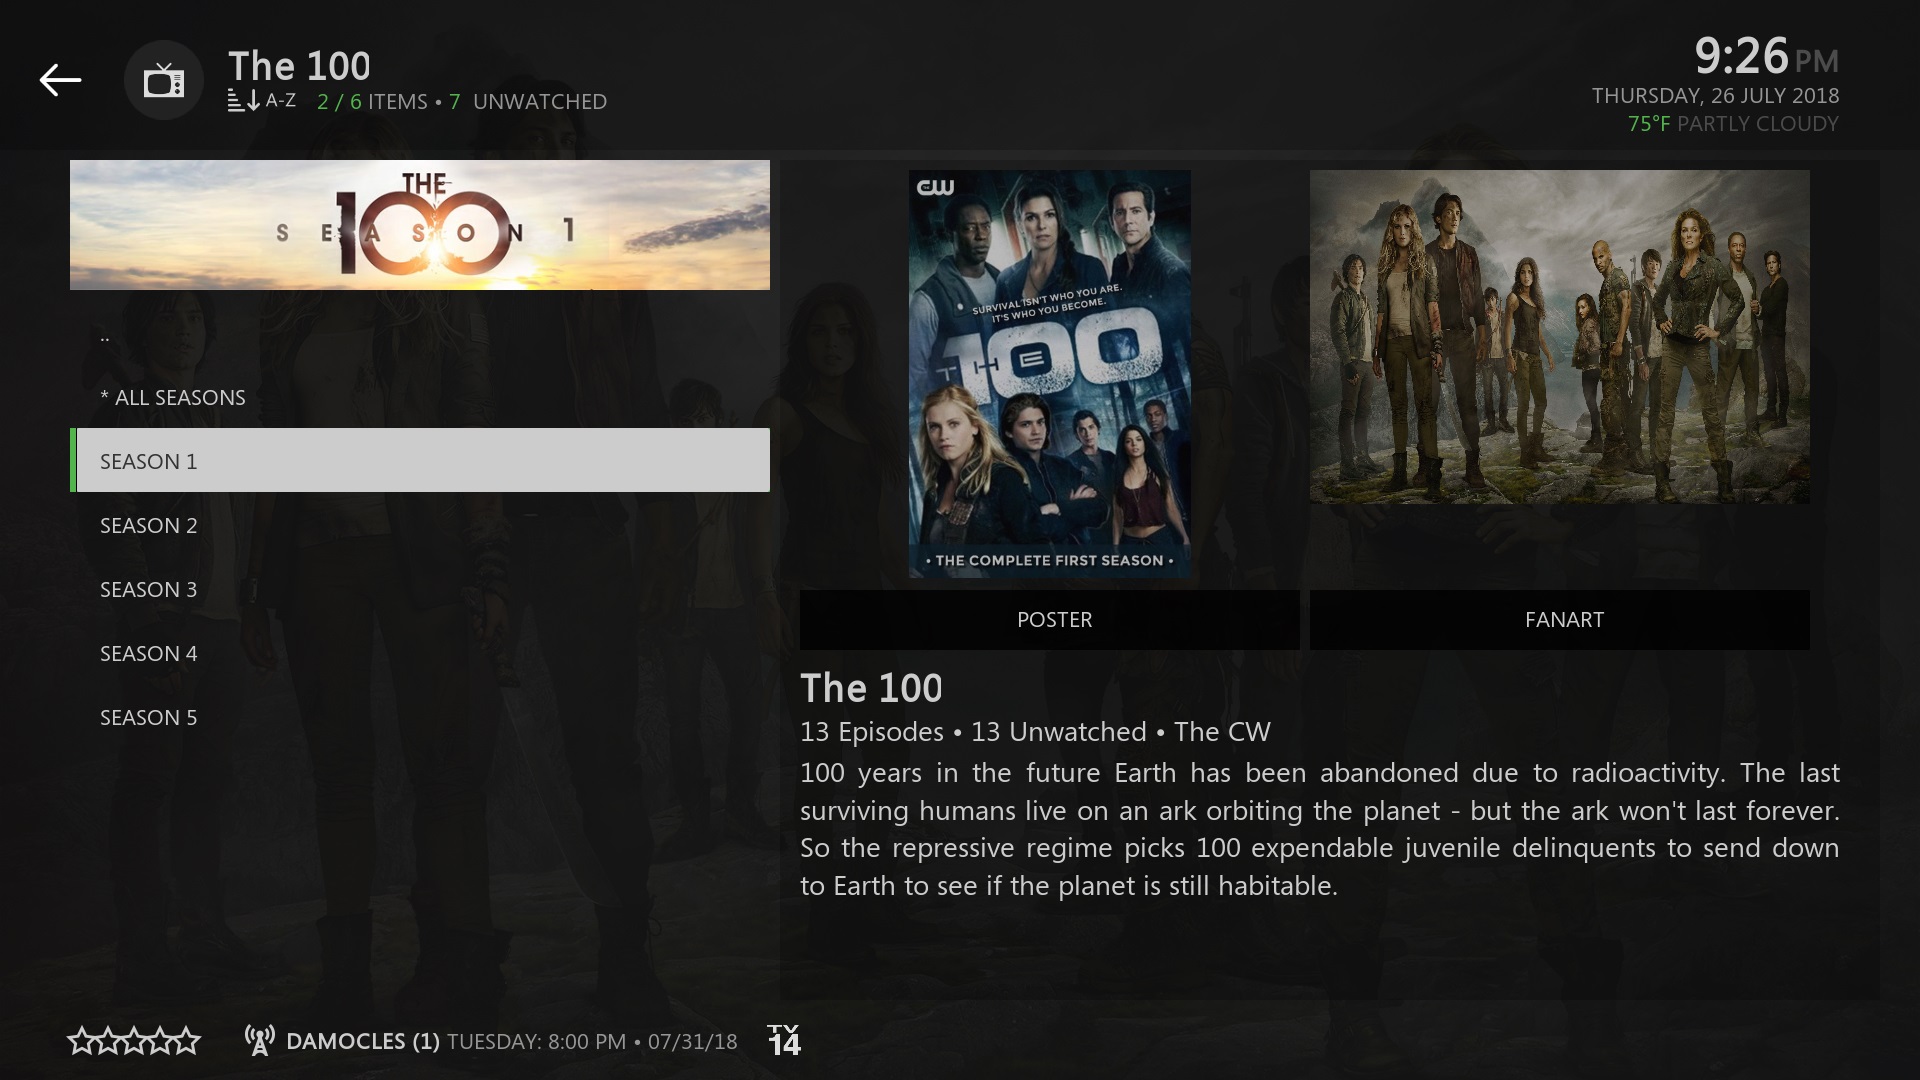 The 100
A-Z 2 / 6 ITEMS • 7 UNWATCHED
9:26 PM
THURSDAY, 26 JULY 2018
75°F PARTLY CLOUDY
THE
100
SEASON 1
..
* ALL SEASONS
SEASON 1
SEASON 2
SEASON 3
SEASON 4
SEASON 5
CW
SURVIVAL ISN'T WHO YOU ARE.
IT'S WHO YOU BECOME.
THE 100
• THE COMPLETE FIRST SEASON •
POSTER
FANART
The 100
13 Episodes • 13 Unwatched • The CW
100 years in the future Earth has been abandoned due to radioactivity. The last
surviving humans live on an ark orbiting the planet - but the ark won't last forever.
So the repressive regime picks 100 expendable juvenile delinquents to send down
to Earth to see if the planet is still habitable.
DAMOCLES (1) TUESDAY: 8:00 PM • 07/31/18
TV
14